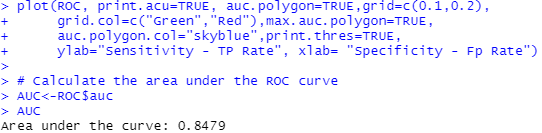 > plot(ROC, print.acu=TRUE, auc.polygon=TRUE,grid=c(0.1,0.2),
+      grid.col=c("Green","Red"),max.auc.polygon=TRUE,
+      auc.polygon.col="skyblue",print.thres=TRUE,
+      ylab="Sensitivity - TP Rate", xlab= "Specificity - Fp Rate")
>
> # Calculate the area under the ROC curve
> AUC<-ROC$auc
> AUC
Area under the curve: 0.8479